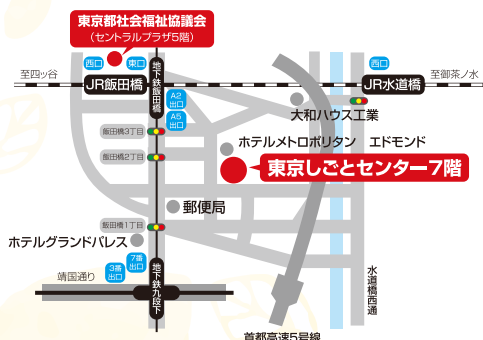 東京都社会福祉協議会
（セントラルプラザ5階）
西口
東口
西口
至四ッ谷
JR飯田橋
地下鉄飯田橋
JR水道橋
至御茶ノ水
A2
出口
A5
出口
大和ハウス工業
飯田橋3丁目
ホテルメトロポリタン エドモンド
飯田橋2丁目
東京しごとセンター7階
郵便局
飯田橋1丁目
ホテルグランドパレス
7番
出口
3番
出口
靖国通り
地下鉄九段下
水道橋西通
首都高速5号線